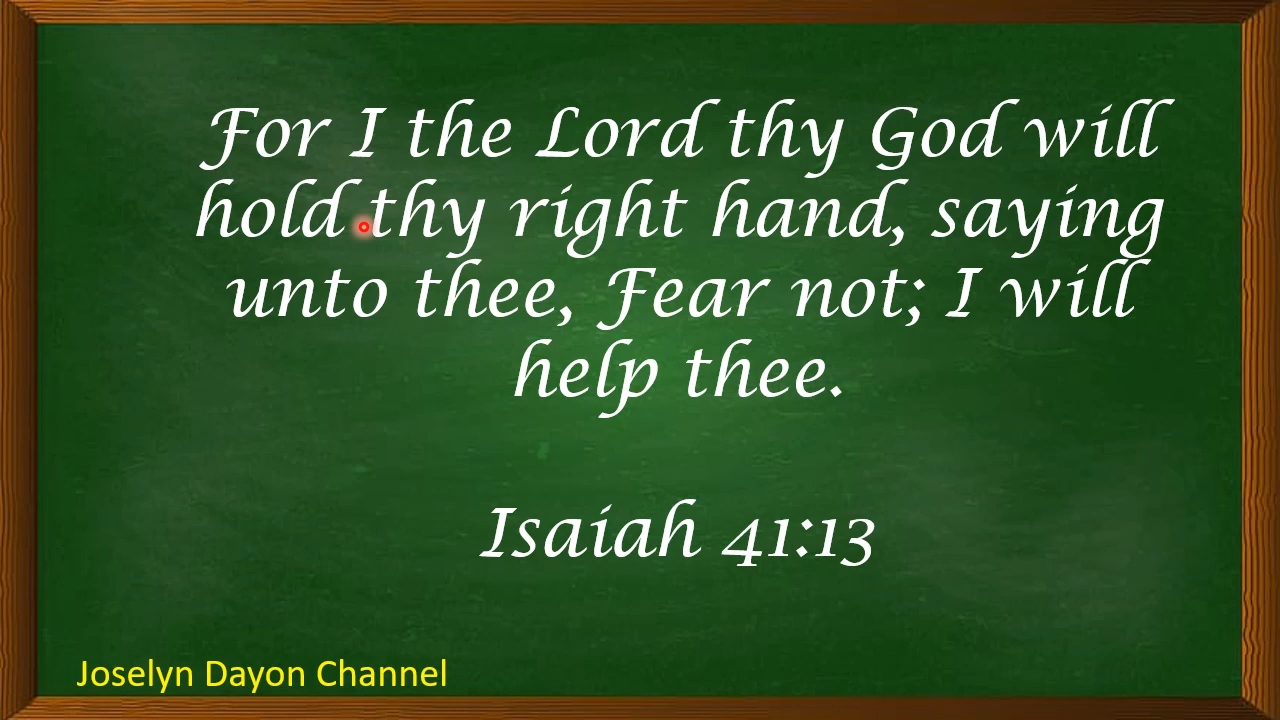 For I the Lord thy God will
hold thy right hand, saying
unto thee, Fear not; I will
help thee.
Isaiah 41:13
Joselyn Dayon Channel